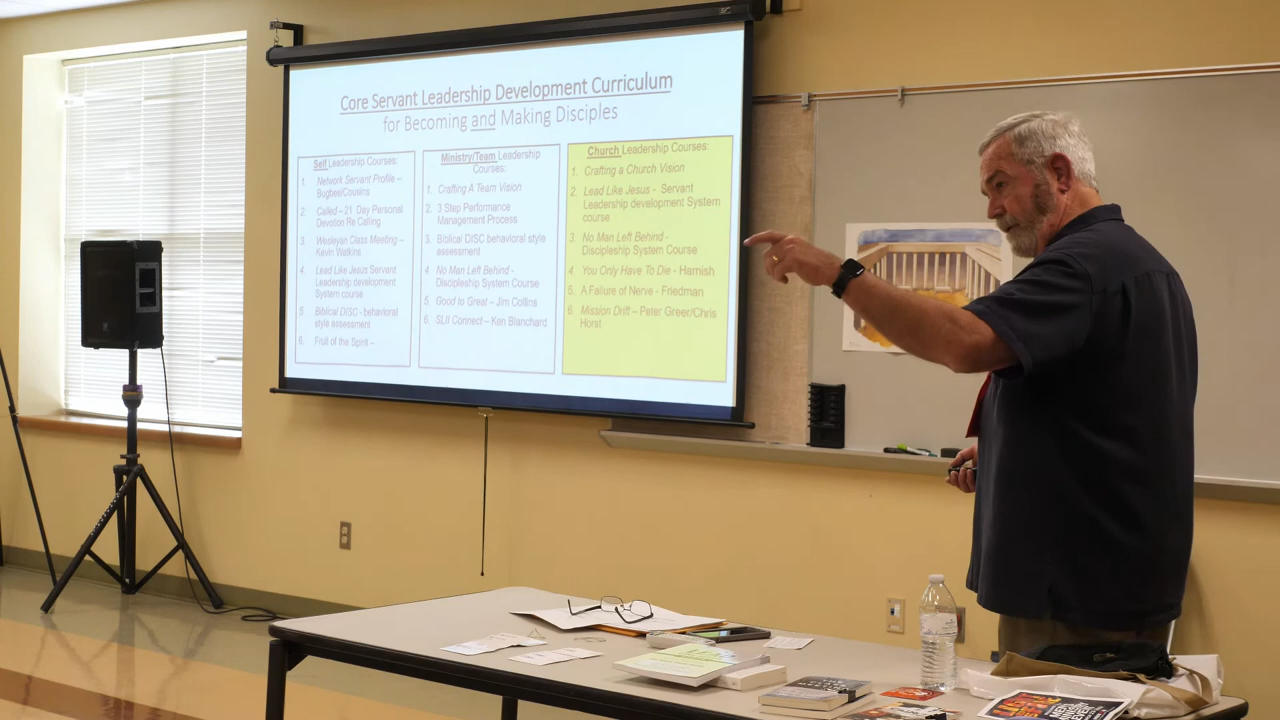 Core Servant Leadership Development Curriculum
for Becoming and Making Disciples
Self Leadership Courses:
1. Network Servant Profile –
Bugbee/Cousins
2. Called – 21 Day Personal
Devotion Re Calling
3. Wesleyan Class Meeting –
Kevin Watkins
4. Lead Like Jesus Servant
Leadership development
System course
5. Biblical DISC - behavioral
style assessment
6. Fruit of the Spirit –
Ministry/Team Leadership
Courses:
1. Crafting A Team Vision
2. 3 Step Performance
Management Process
3. Biblical DISC behavioral style
assessment
4. No Man Left Behind -
Discipleship System Course
5. Good to Great – Jim Collins
6. SLII Connect – Ken Blanchard
Church Leadership Courses:
1. Crafting a Church Vision
2. Lead Like Jesus - Servant
Leadership development System
course
3. No Man Left Behind -
Discipleship System Course
4. You Only Have To Die - Harnish
5. A Failure of Nerve - Friedman
6. Mission Drift – Peter Greer/Chris
Horst